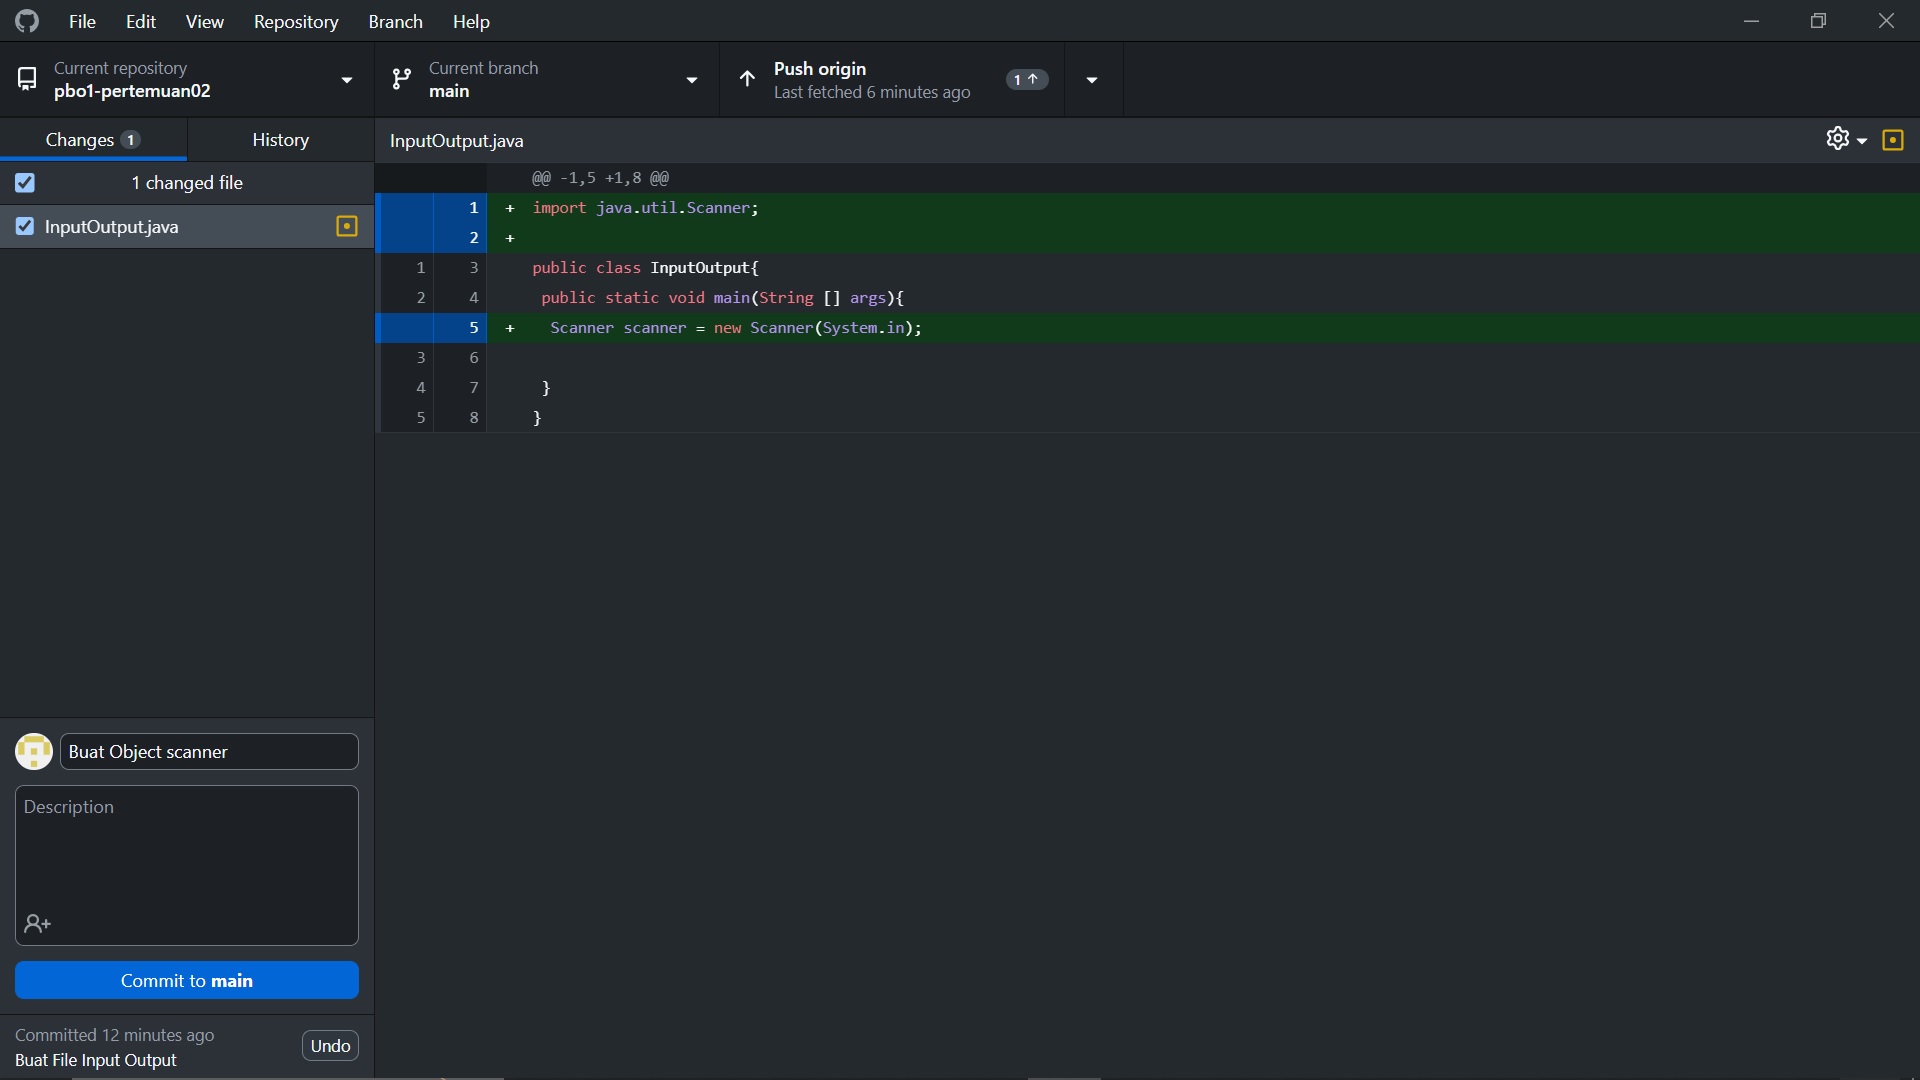 File Edit View Repository Branch Help
Current repository
pbo1-pertemuan02
Current branch
main
Push origin
Last fetched 6 minutes ago
1
Changes 1
History
InputOutput.java
1 changed file
InputOutput.java
@@ -1,5 +1,8 @@
1 + import java.util.Scanner;
2 +
1 3 public class InputOutput{
2 4 public static void main(String [] args){
5 + Scanner scanner = new Scanner(System.in);
3 6
4 7 }
5 8 }
Buat Object scanner
Description
Commit to main
Committed 12 minutes ago
Buat File Input Output
Undo